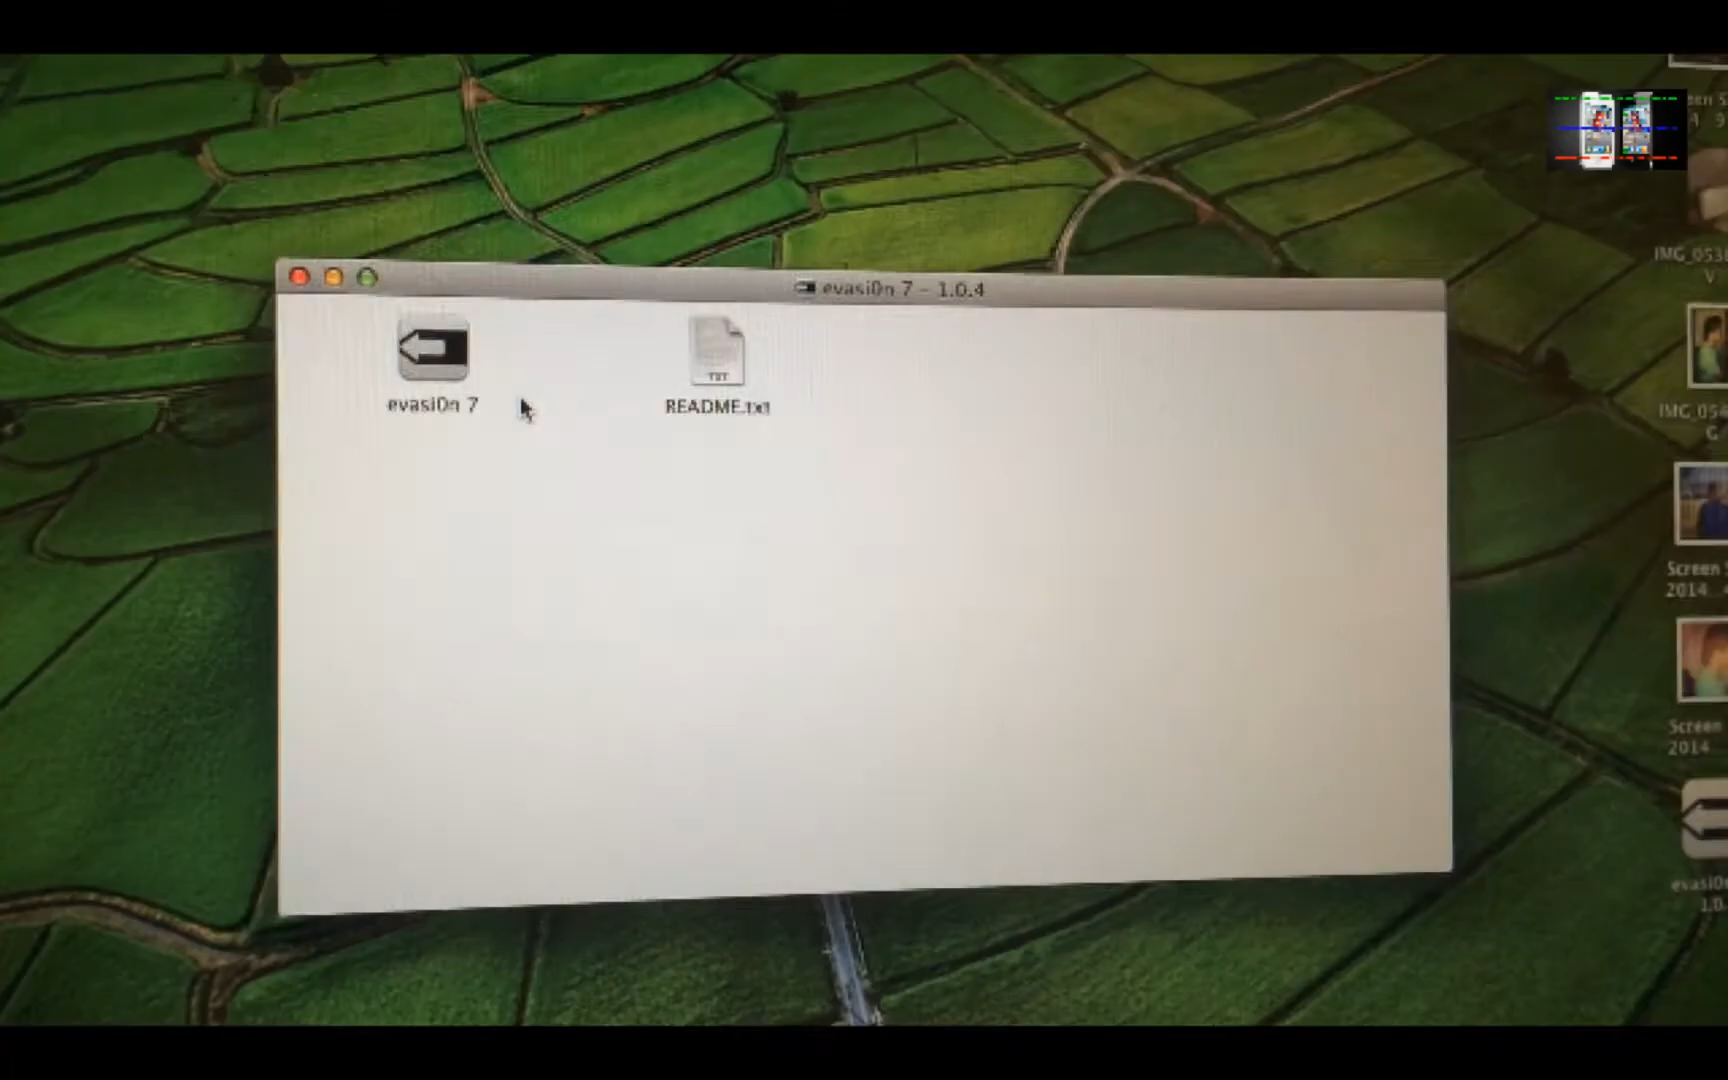 evasi0n 7 – 1.0.4
evasi0n 7
README.txt
TXT
IMG_053
V
IMG_054
G
Screen
2014
Screen
2014
evasi0n
1.0.